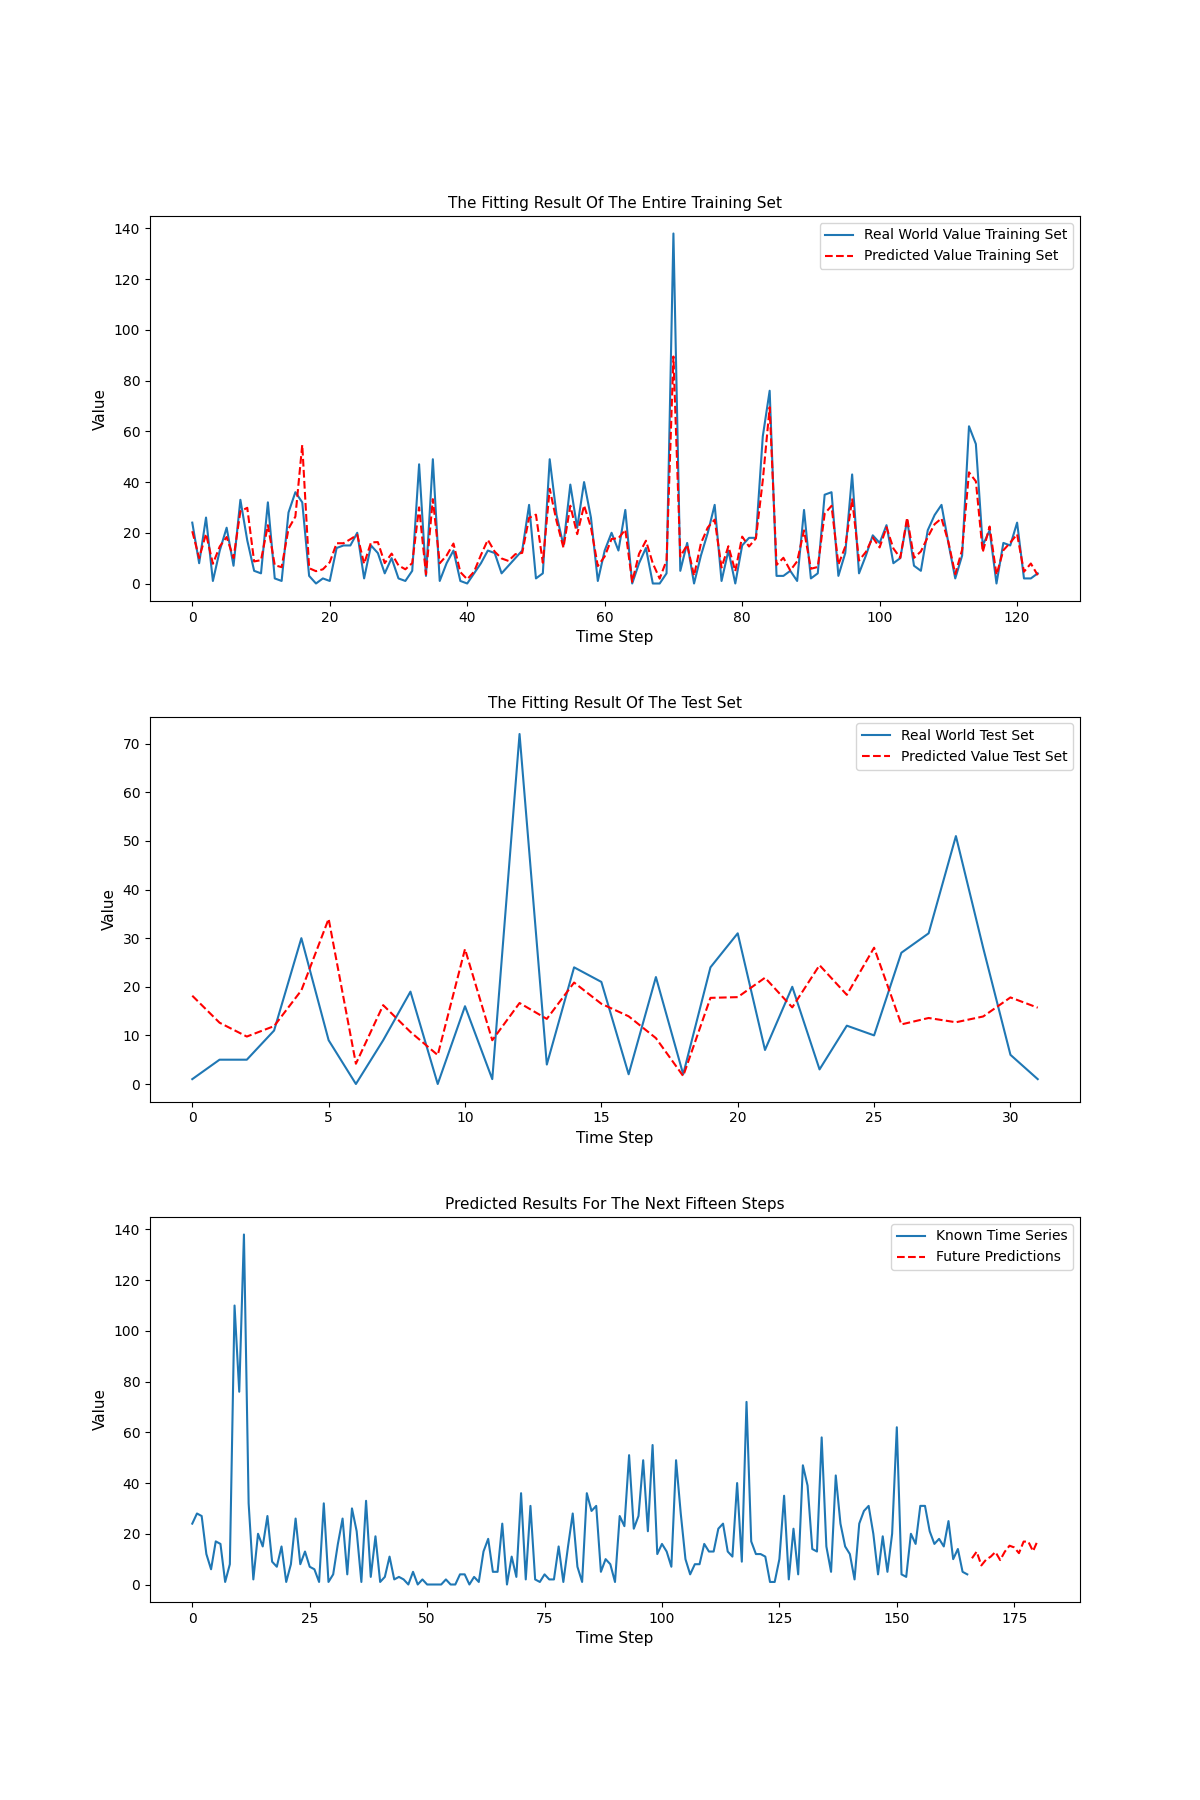 The Fitting Result Of The Entire Training Set
Real World Value Training Set
Predicted Value Training Set
Value
140
120
100
80
60
40
20
0
0 20 40 60 80 100 120
Time Step
The Fitting Result Of The Test Set
Real World Test Set
Predicted Value Test Set
Value
70
60
50
40
30
20
10
0
0 5 10 15 20 25 30
Time Step
Predicted Results For The Next Fifteen Steps
Known Time Series
Future Predictions
Value
140
120
100
80
60
40
20
0
0 25 50 75 100 125 150 175
Time Step